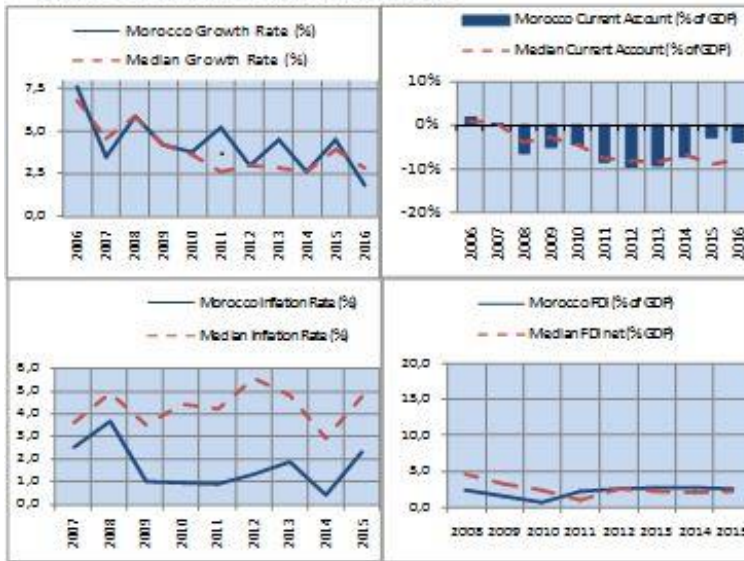 Morocco Growth Rate (%)
Median Growth Rate (%)
7,5
5,0
2,5
0,0
2006 2007 2008 2009 2010 2011 2012 2013 2014 2015 2016
Morocco Current Account (% of GDP)
Median Current Account (% of GDP)
10%
0%
-10%
-20%
2006 2007 2008 2009 2010 2011 2012 2013 2014 2015 2016
Morocco Inflation Rate (%)
Median Inflation Rate (%)
6,0
5,0
4,0
3,0
2,0
1,0
0,0
2007 2008 2009 2010 2011 2012 2013 2014 2015
Morocco FDI (% of GDP)
Median FDI net (% GDP)
20,0
15,0
10,0
5,0
0,0
2008 2009 2010 2011 2012 2013 2014 2015